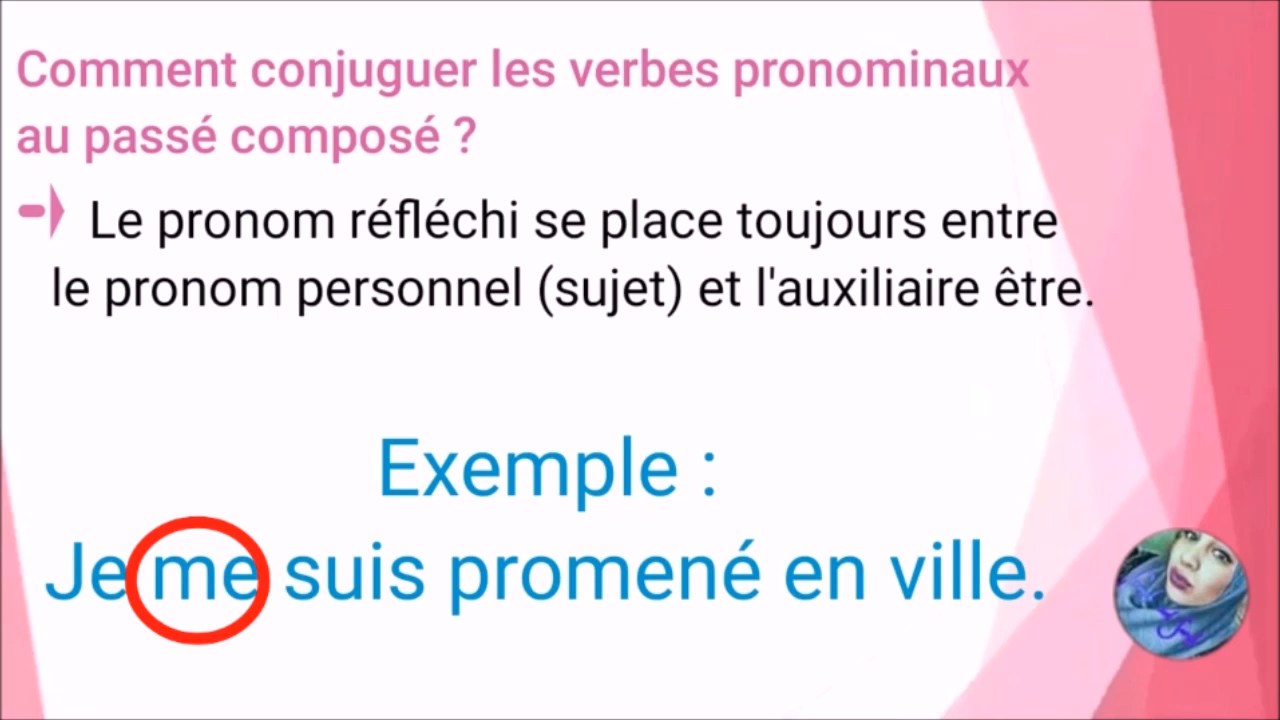 Comment conjuguer les verbes pronominaux
au passé composé ?
Le pronom réfléchi se place toujours entre
le pronom personnel (sujet) et l'auxiliaire être.
Exemple :
Je me suis promené en ville.